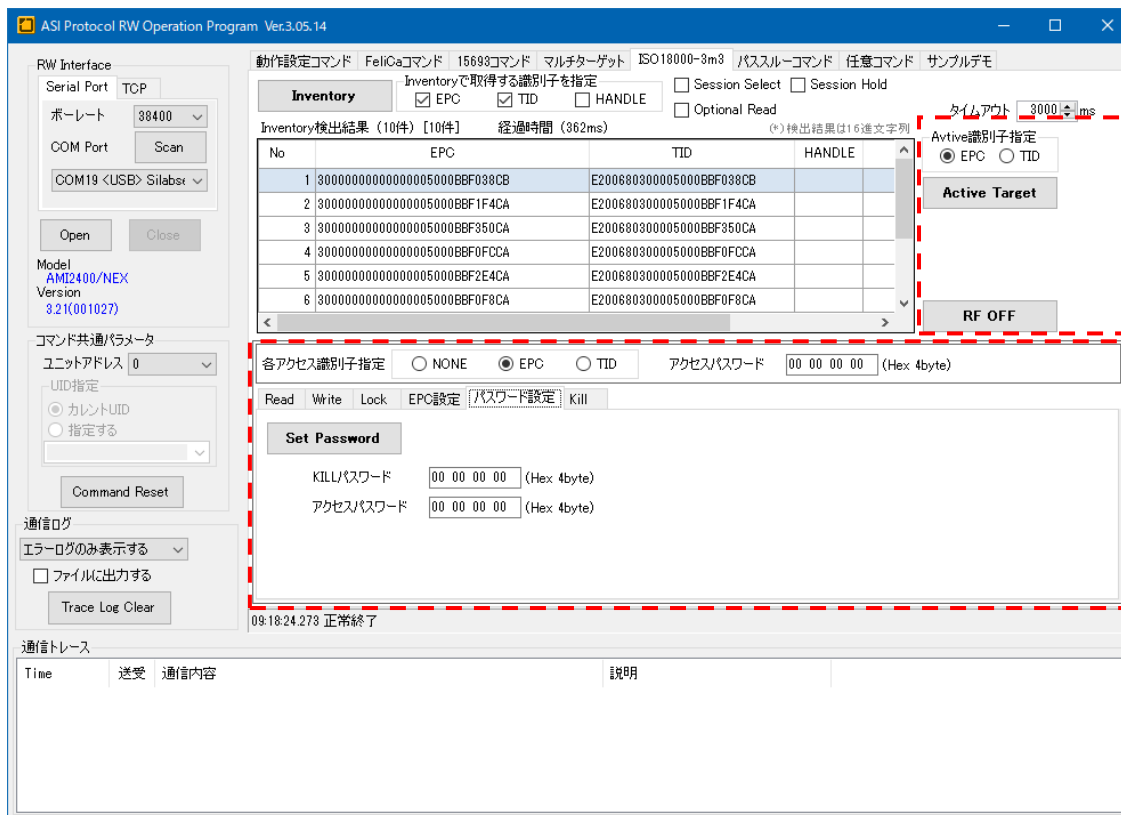 ASI Protocol RW Operation Program Ver.3.05.14
RW Interface
Serial Port TCP
ボーレート 38400
COM Port Scan
COM19 <USB> Silabse
Open Close
Model
AMI2400/NEX
Version
3.21(001027)
コマンド共通パラメータ
ユニットアドレス 0
UID指定
カレントUID
指定する
Command Reset
通信ログ
エラーログのみ表示する
ファイルに出力する
Trace Log Clear
動作設定コマンド FeliCaコマンド 15693コマンド マルチターゲット ISO18000-3m3 パススルーコマンド 任意コマンド サンプルデモ
Inventory
Inventoryで取得する識別子を指定
EPC TID HANDLE
Session Select Session Hold
Optional Read
タイムアウト 3000 ms
Inventory検出結果 (10件) [10件] 経過時間 (362ms) (*)検出結果は16進文字列
No EPC TID HANDLE
1 30000000000000005000BBF038CB E200680300005000BBF038CB
2 30000000000000005000BBF1F4CA E200680300005000BBF1F4CA
3 30000000000000005000BBF350CA E200680300005000BBF350CA
4 30000000000000005000BBF0FCCA E200680300005000BBF0FCCA
5 30000000000000005000BBF2E4CA E200680300005000BBF2E4CA
6 30000000000000005000BBF0F8CA E200680300005000BBF0F8CA
Avtive識別子指定
EPC TID
Active Target
RF OFF
各アクセス識別子指定 NONE EPC TID アクセスパスワード 00 00 00 00 (Hex 4byte)
Read Write Lock EPC設定 パスワード設定 Kill
Set Password
KILLパスワード 00 00 00 00 (Hex 4byte)
アクセスパスワード 00 00 00 00 (Hex 4byte)
09:18:24.273 正常終了
通信トレース
Time 送受 通信内容 説明